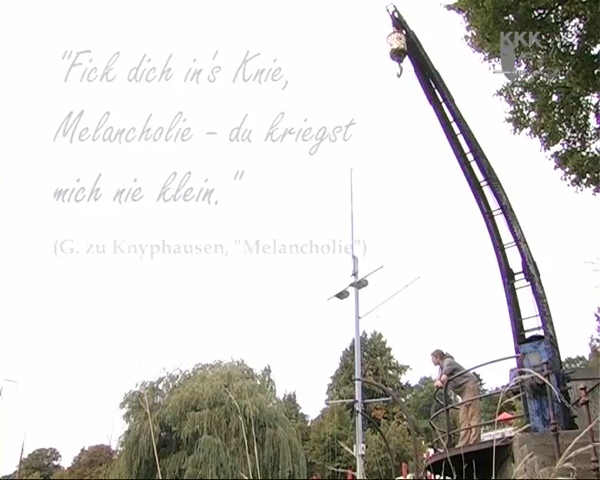 KKK
"Fick dich in's Knie,
Melancholie - du kriegst
mich nie klein."
(G. zu Knyphausen, "Melancholie")